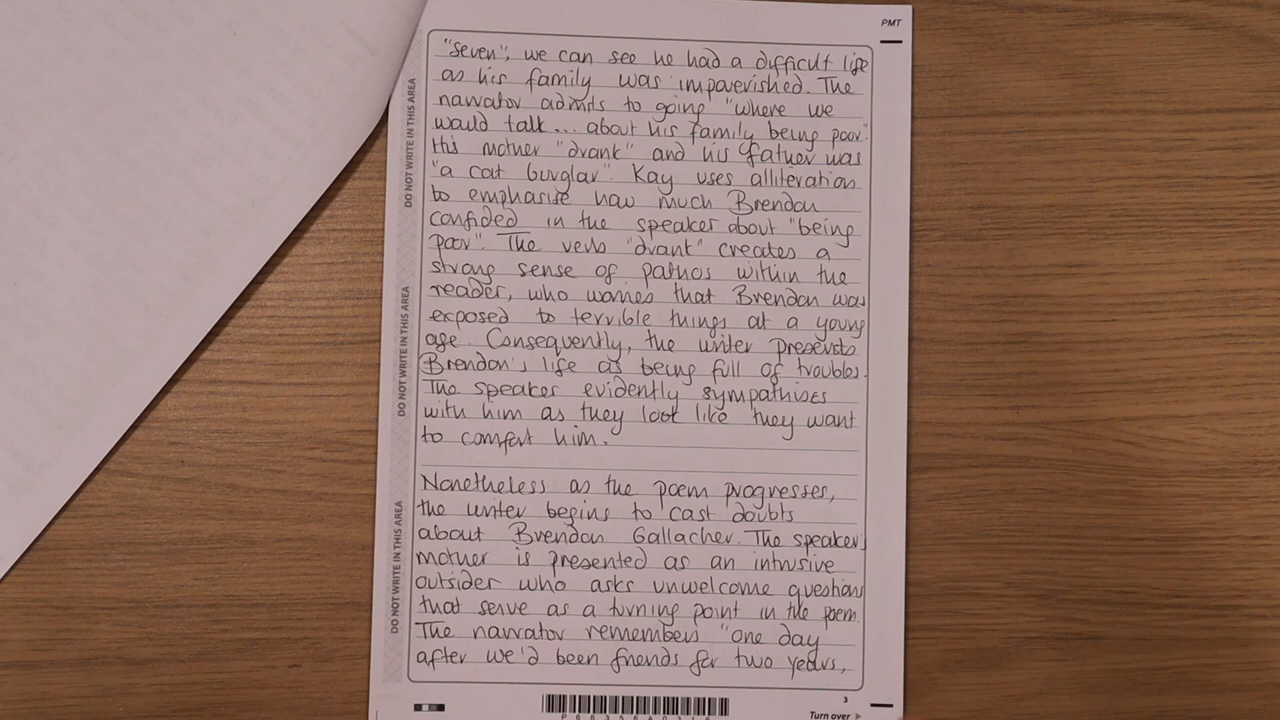 PMT
"seven", we can see he had a difficult life
as his family was impoverished. The
narrator admits to going "where we
would talk... about his family being poor".
His mother "drank" and his father was
"a cat burglar". Kay uses alliteration
to emphasise how much Brendon
confided in the speaker about "being
poor". The verb "drank" creates a
strong sense of pathos within the
reader, who worries that Brendon was
exposed to terrible things at a young
age. Consequently, the writer presents
Brendon's life as being full of troubles.
The speaker evidently sympathises
with him as they look like they want
to comfort him.
Nonetheless as the poem progresses,
the writer begins to cast doubts
about Brendon Gallacher. The speaker's
mother is presented as an intrusive
outsider who asks unwelcome questions
that serve as a turning point in the poem.
The narrator remembers "one day
after we'd been friends for two years,
DO NOT WRITE IN THIS AREA
DO NOT WRITE IN THIS AREA
DO NOT WRITE IN THIS AREA
3
Turn over